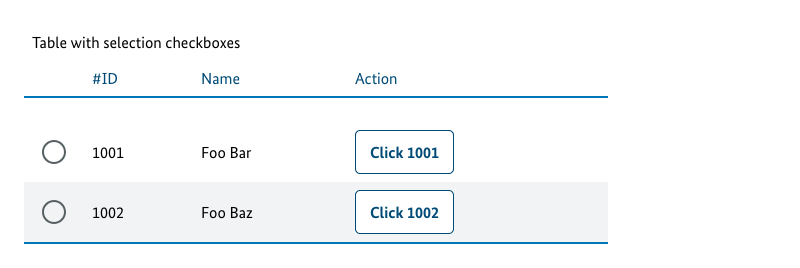 Table with selection checkboxes
#ID Name Action
1001 Foo Bar Click 1001
1002 Foo Baz Click 1002